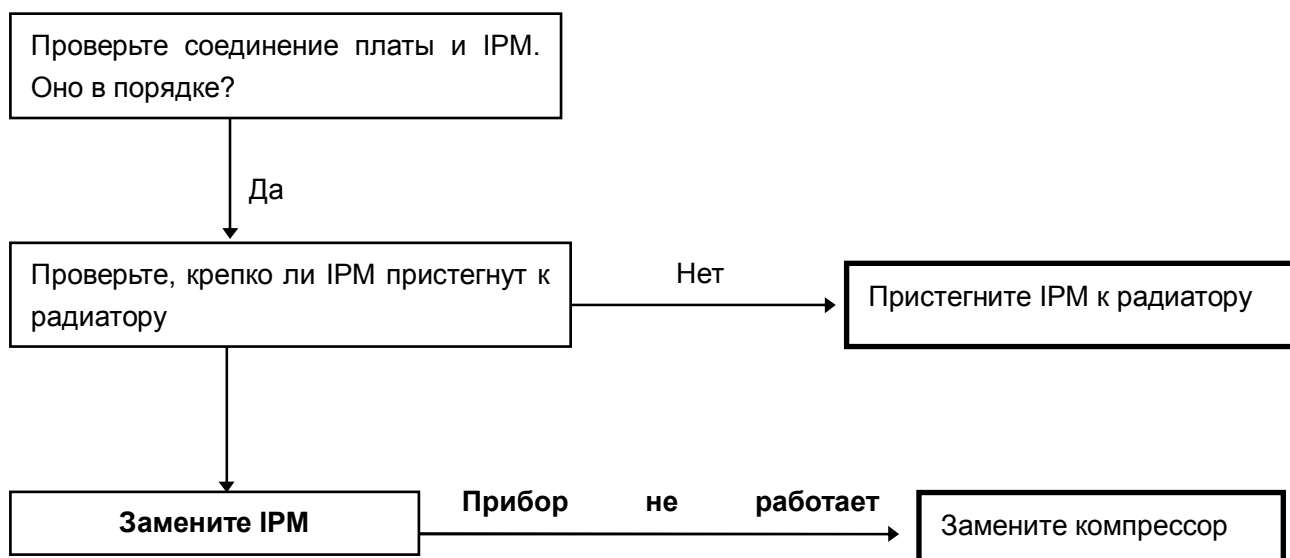 Проверьте соединение платы и IPM.
Оно в порядке?
Да
Проверьте, крепко ли IPM пристегнут к
радиатору
Нет
Пристегните IPM к радиатору
Замените IPM
Прибор не работает
Замените компрессор